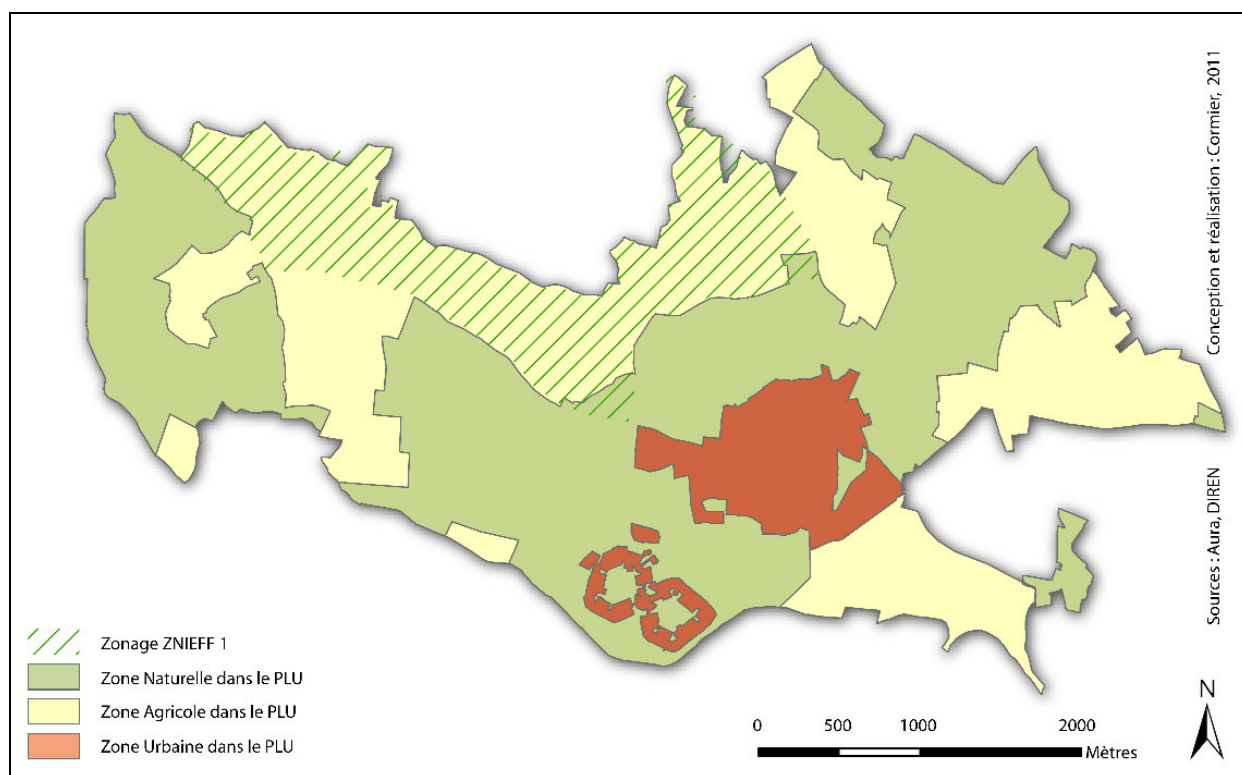 Conception et réalisation : Cormier, 2011
Sources : Aura, DIREN
Zonage ZNIEFF 1
Zone Naturelle dans le PLU
Zone Agricole dans le PLU
Zone Urbaine dans le PLU
N
0 500 1000 2000
Mètres